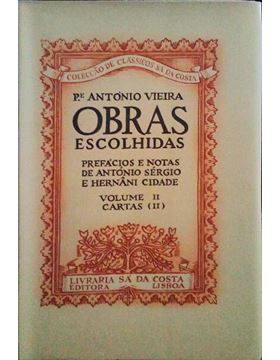 COLECÇÃO DE CLÁSSICOS SÁ DA COSTA
P.E ANTÓNIO VIEIRA
OBRAS
ESCOLHIDAS
PREFÁCIOS E NOTAS
DE ANTÓNIO SÉRGIO
E HERNÂNI CIDADE
VOLUME II
CARTAS (II)
LIVRARIA SÁ DA COSTA
EDITORA LISBOA